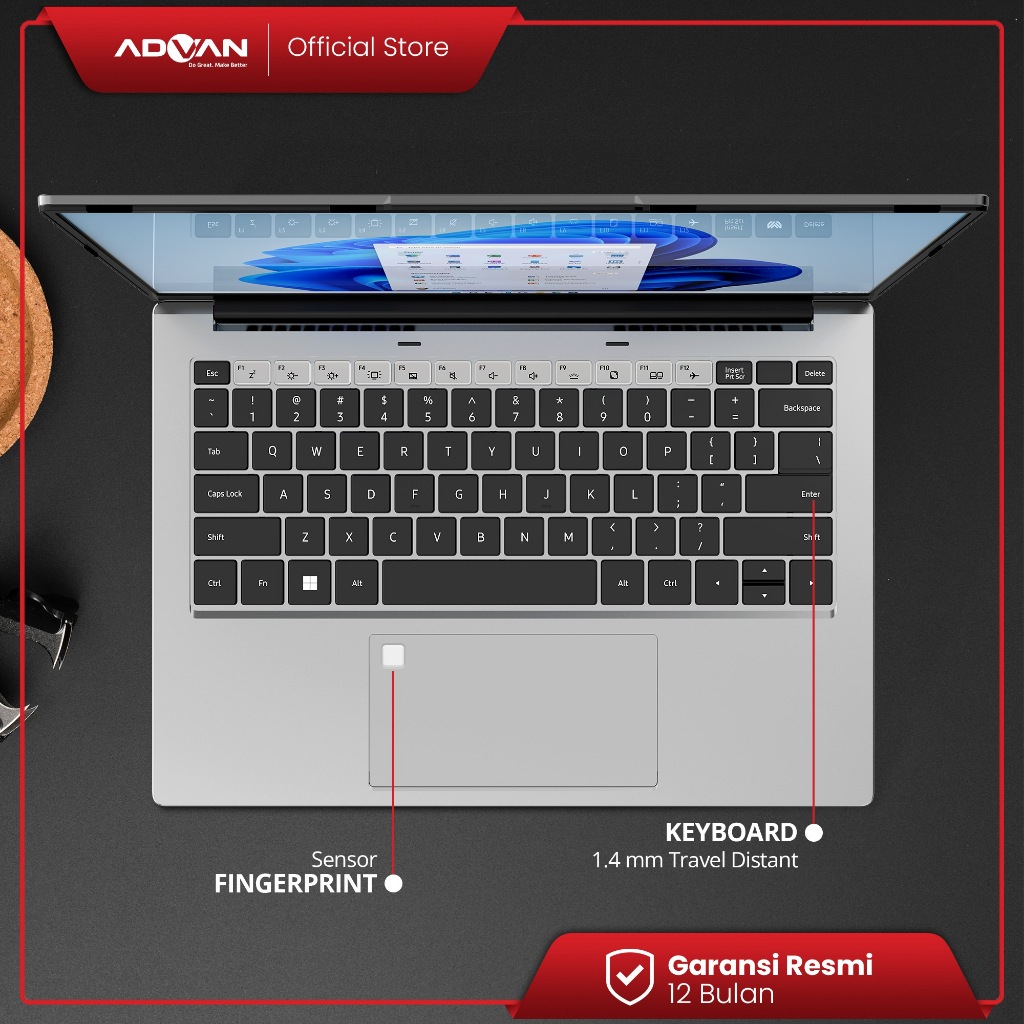 ADVAN
Do Great. Make Better
Official Store
Esc F1 F2 F3 F4 F5 F6 F7 F8 F9 F10 F11 F12 Insert Prt Scr Delete
~ ` ! 1 @ 2 # 3 $ 4 % 5 ^ 6 & 7 * 8 ( 9 ) 0 - - + = Backspace
Tab Q W E R T Y U I O P { [ } ] | \
Caps Lock A S D F G H J K L : ; " ' Enter
Shift Z X C V B N M < , > . ? / Shift
Ctrl Fn Alt Alt Ctrl
KEYBOARD
1.4 mm Travel Distant
Sensor
FINGERPRINT
Garansi Resmi
12 Bulan